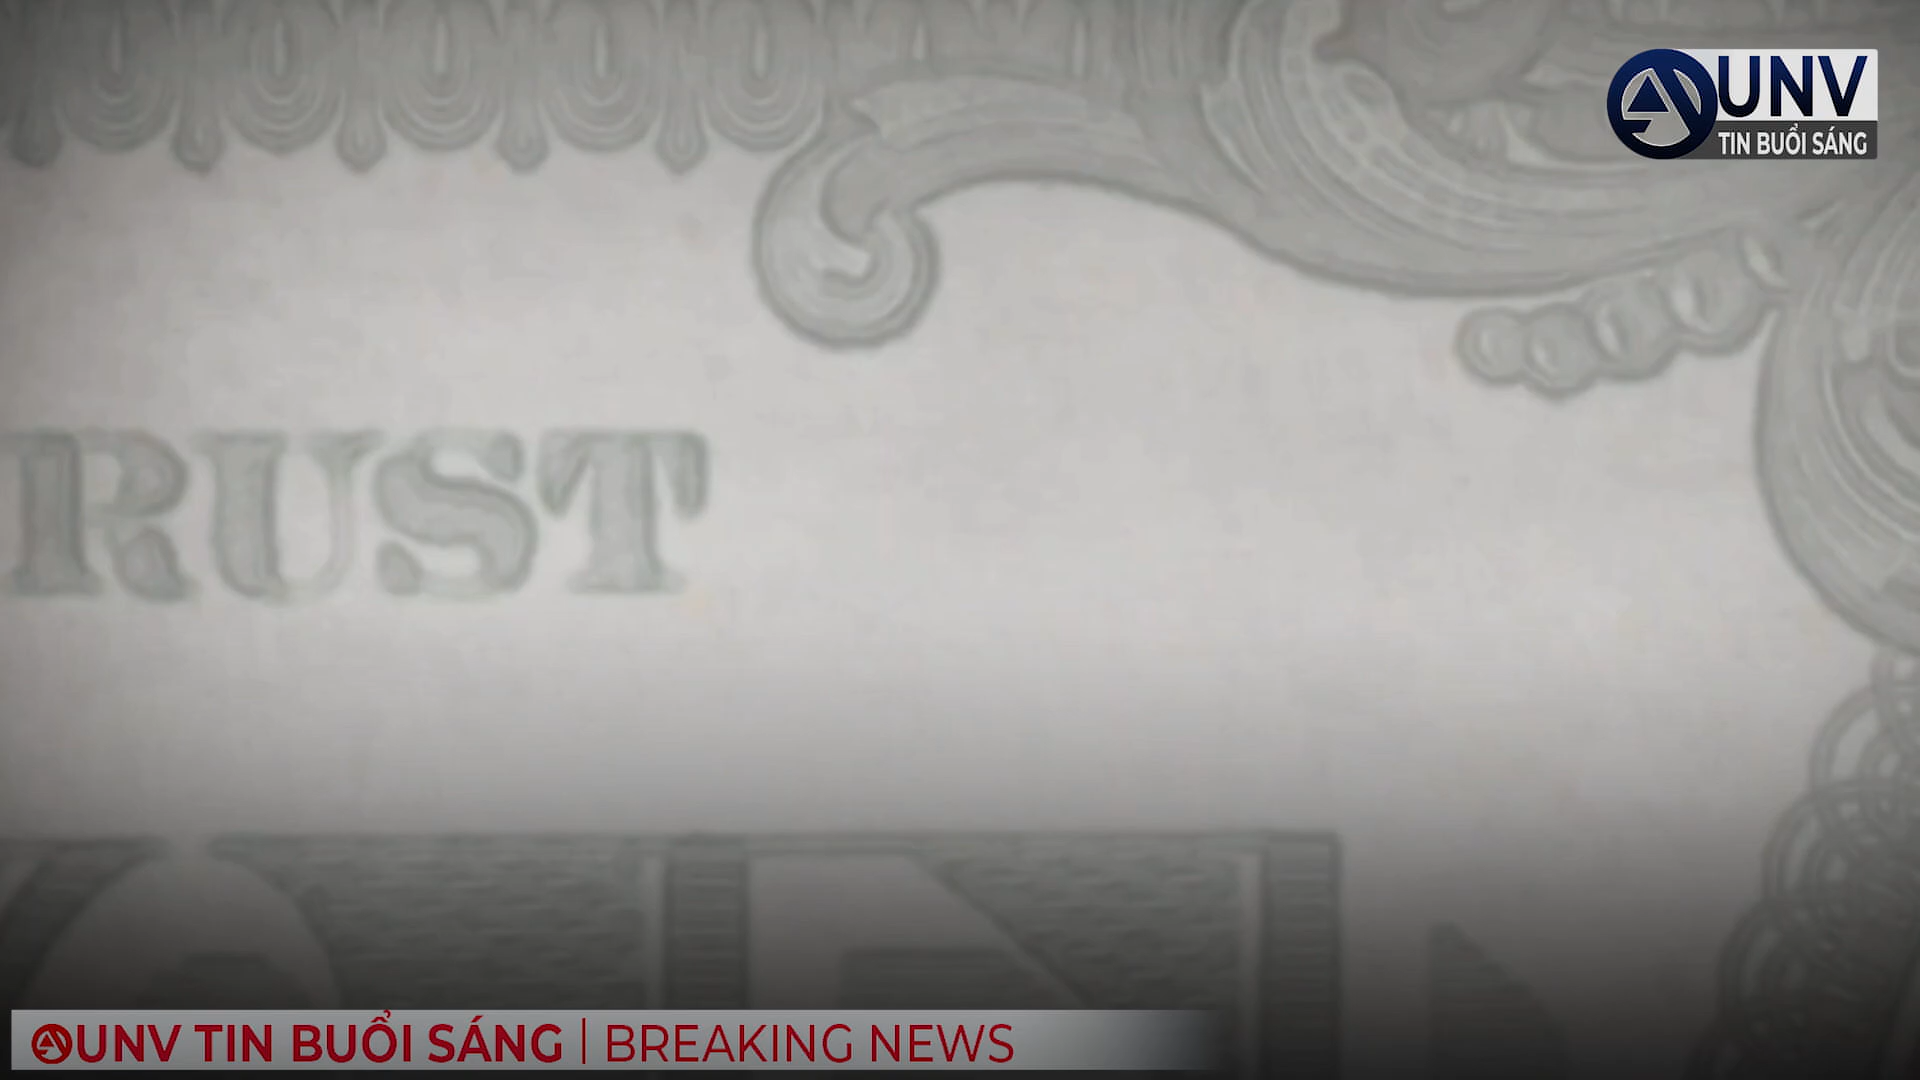 UNV
TIN BUỔI SÁNG
RUST
UNV TIN BUỔI SÁNG | BREAKING NEWS